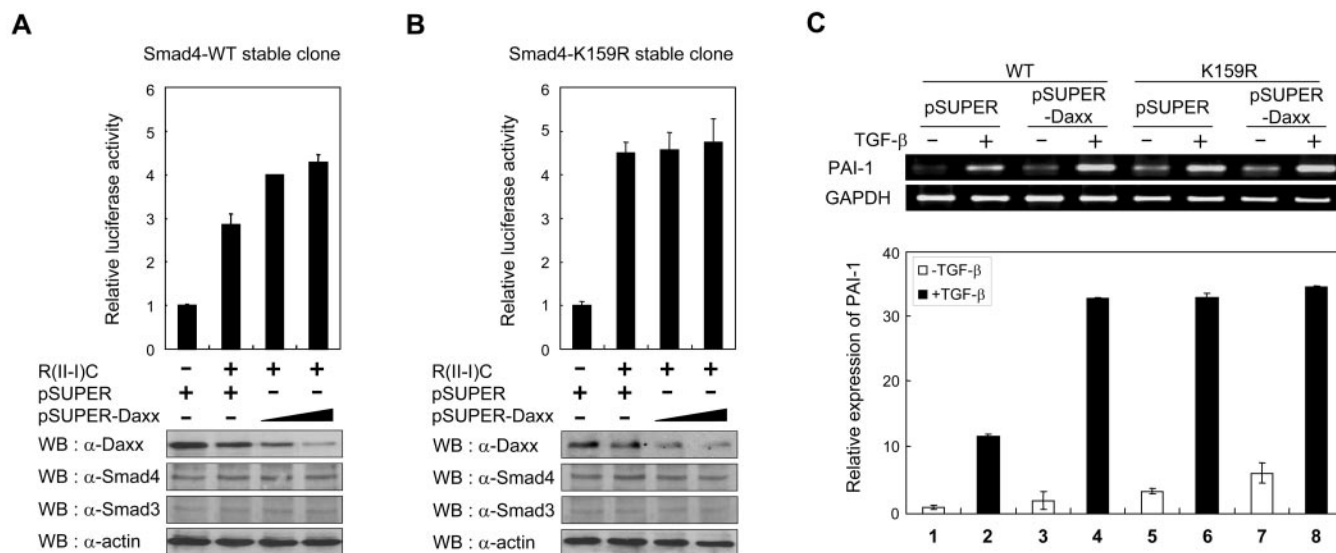 A
Smad4-WT stable clone
Relative luciferase activity
6
5
4
3
2
1
0
R(II-I)C − + + +
pSUPER + + − −
pSUPER-Daxx − −
WB : α-Daxx
WB : α-Smad4
WB : α-Smad3
WB : α-actin
B
Smad4-K159R stable clone
Relative luciferase activity
6
5
4
3
2
1
0
R(II-I)C − + + +
pSUPER + + − −
pSUPER-Daxx − −
WB : α-Daxx
WB : α-Smad4
WB : α-Smad3
WB : α-actin
C
WT K159R
pSUPER pSUPER -Daxx pSUPER pSUPER -Daxx
TGF-β − + − + − + − +
PAI-1
GAPDH
Relative expression of PAI-1
40
30
20
10
0
-TGF-β
+TGF-β
1 2 3 4 5 6 7 8